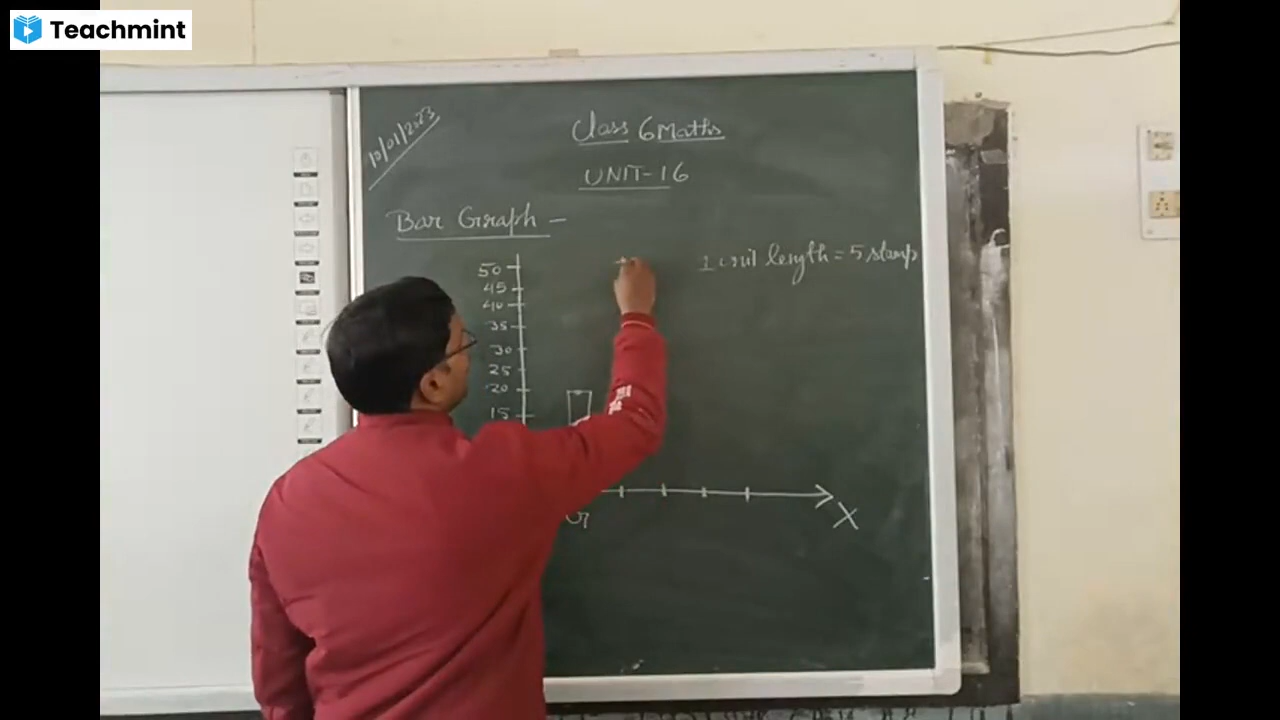 Teachmint
10/01/2023
Class 6 Maths
UNIT-16
Bar Graph -
1 unit length = 5 stamps
50
45
40
35
30
25
20
15
G
X